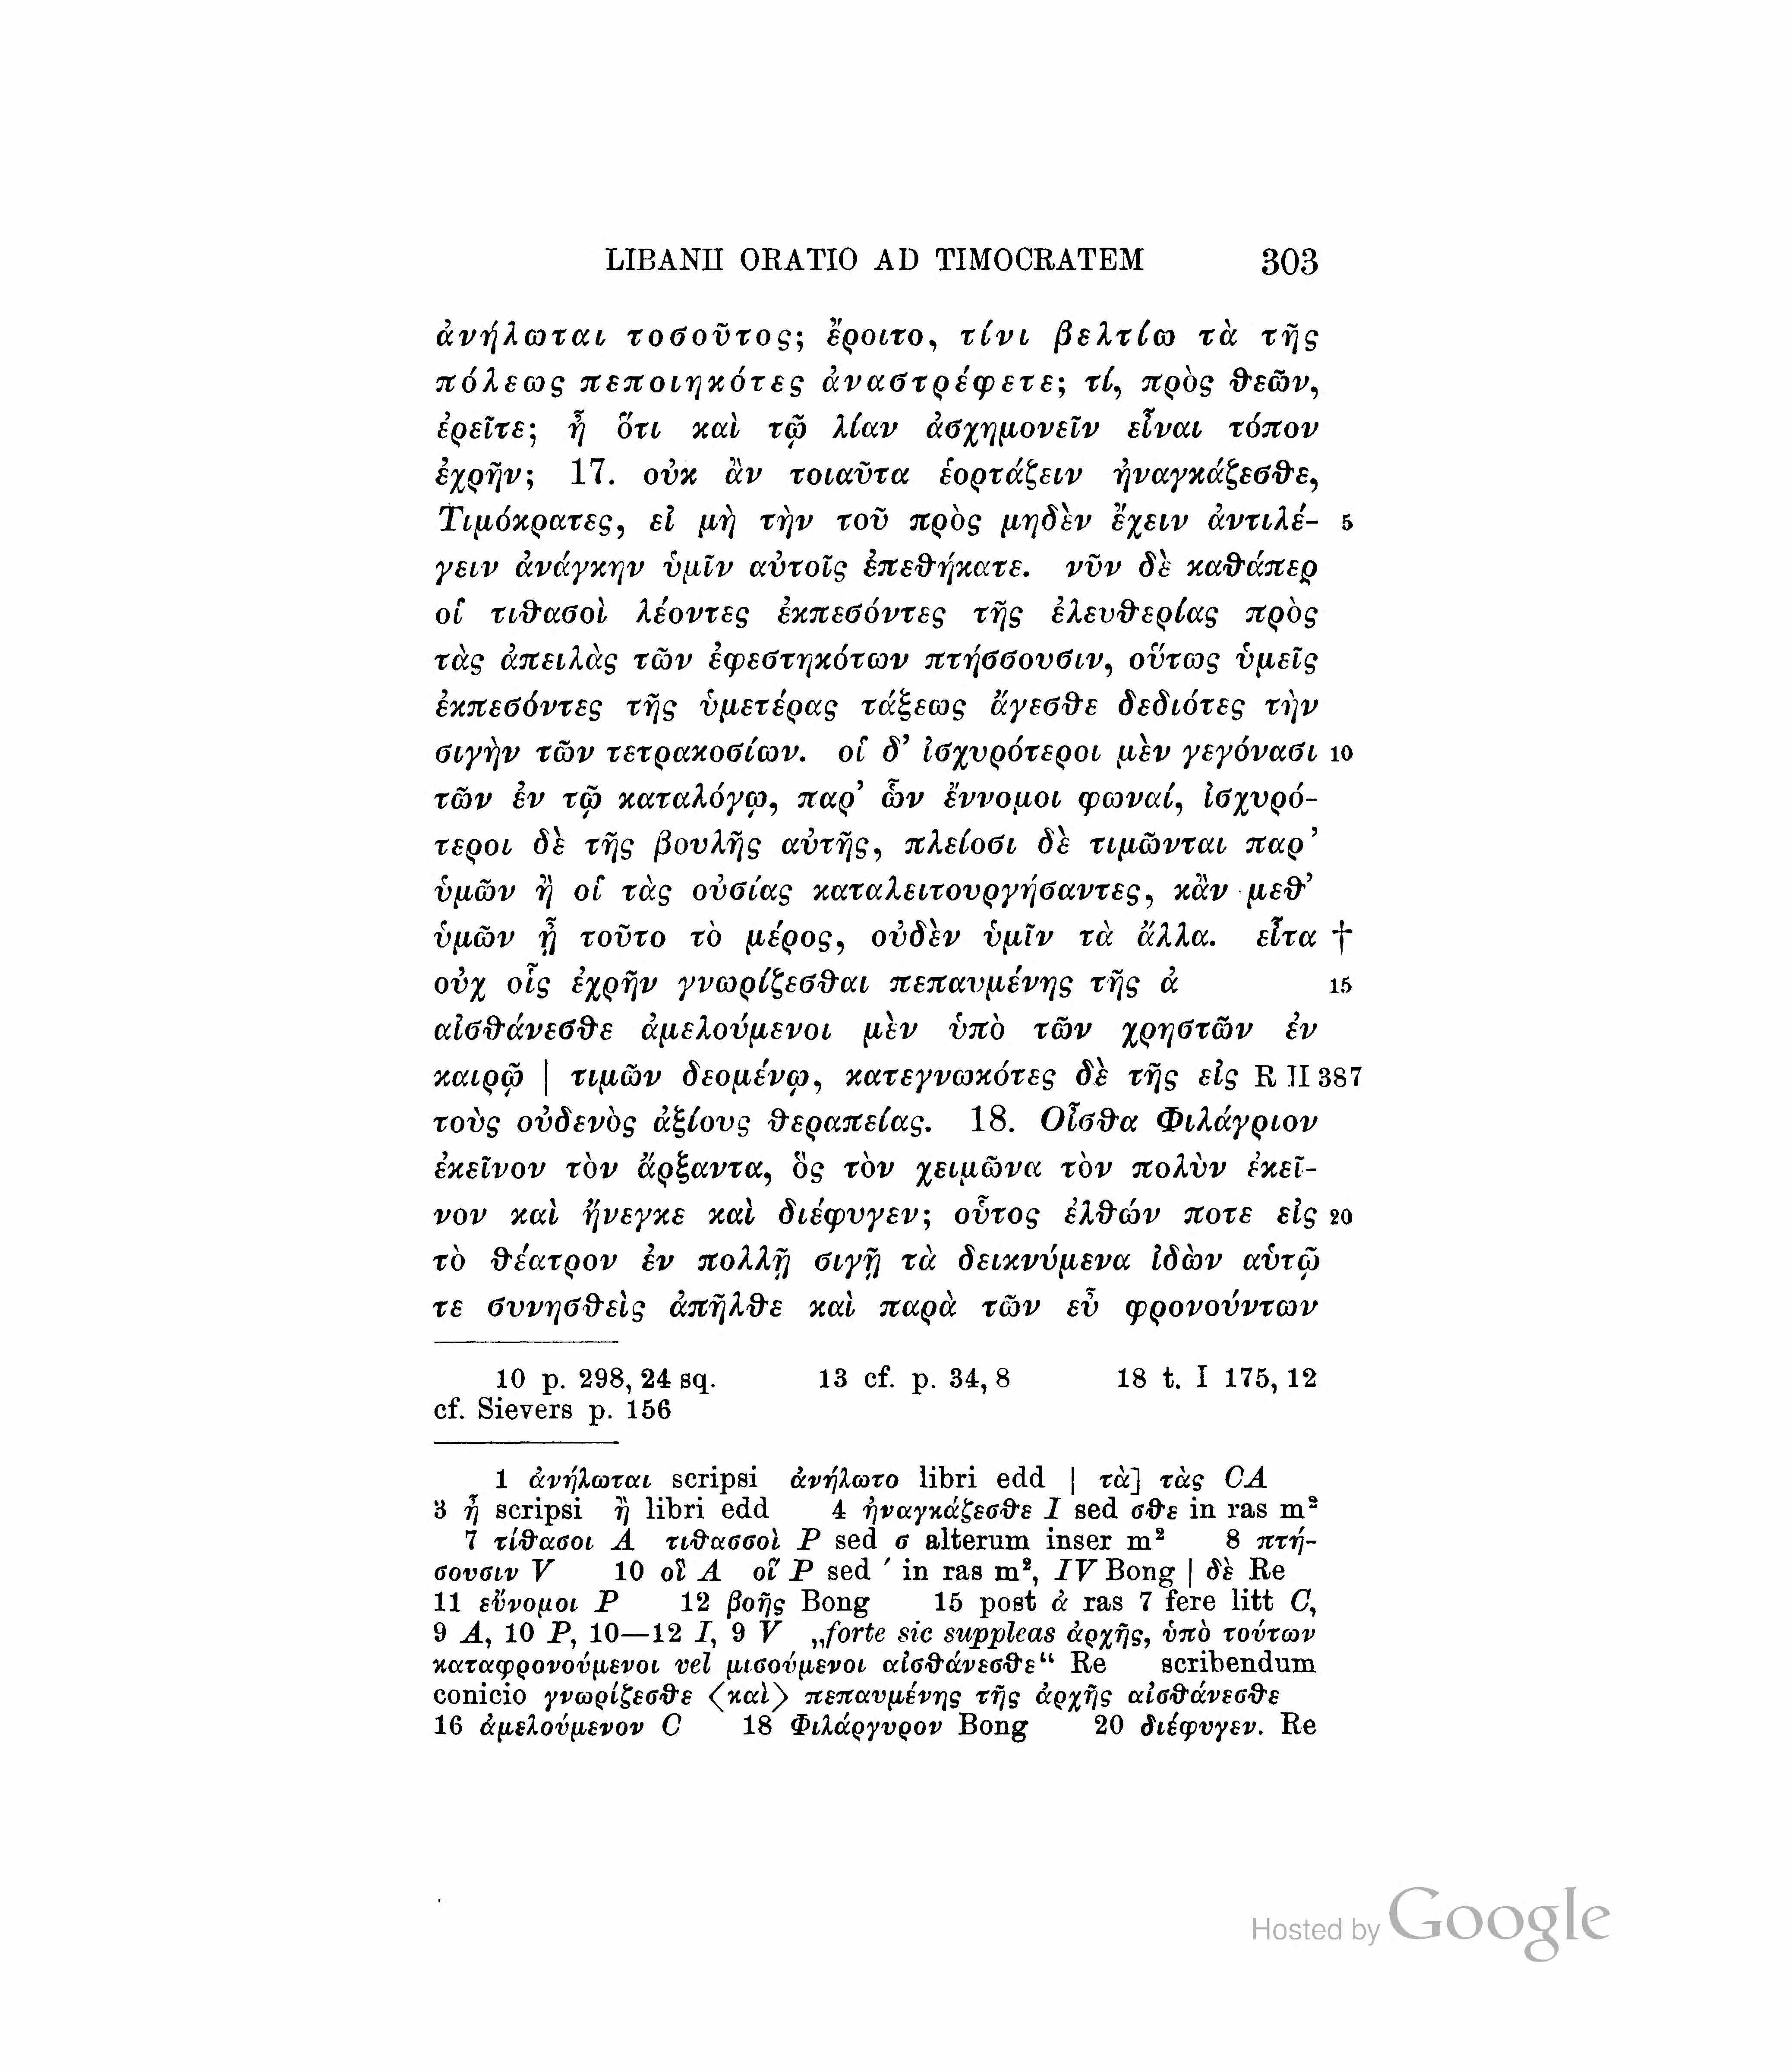 LIBANII ORATIO AD TIMOCRATEM 303
ἀνήλωται τοσοῦτος; ἔροιτο, τίνι βελτίω τὰ τῆς
πόλεως πεποιηκότες ἀναστρέφετε; τί, πρὸς θεῶν,
ἐρεῖτε; ἦ ὅτι καὶ τῷ λίαν ἀσχημονεῖν εἶναι τόπον
ἐχρῆν; 17. οὐκ ἂν τοιαῦτα ἑορτάζειν ἠναγκάζεσθε,
Τιμόκρατες, εἰ μὴ τὴν τοῦ πρὸς μηδὲν ἔχειν ἀντιλέ- 5
γειν ἀνάγκην ὑμῖν αὐτοῖς ἐπεθήκατε. νῦν δὲ καθάπερ
οἱ τιθασοὶ λέοντες ἐκπεσόντες τῆς ἐλευθερίας πρὸς
τὰς ἀπειλὰς τῶν ἐφεστηκότων πτήσσουσιν, οὕτως ὑμεῖς
ἐκπεσόντες τῆς ὑμετέρας τάξεως ἄγεσθε δεδιότες τὴν
σιγὴν τῶν τετρακοσίων. οἱ δ’ ἰσχυρότεροι μὲν γεγόνασι 10
τῶν ἐν τῷ καταλόγῳ, παρ’ ὧν ἔννομοι φωναί, ἰσχυρό-
τεροι δὲ τῆς βουλῆς αὐτῆς, πλείοσι δὲ τιμῶνται παρ’
ὑμῶν ἢ οἱ τὰς οὐσίας καταλειτουργήσαντες, κἂν μεθ’
ὑμῶν ᾖ τοῦτο τὸ μέρος, οὐδὲν ὑμῖν τὰ ἄλλα. εἶτα †
οὐχ οἷς ἐχρῆν γνωρίζεσθαι πεπαυμένης τῆς ἀ 15
αἰσθάνεσθε ἀμελούμενοι μὲν ὑπὸ τῶν χρηστῶν ἐν
καιρῷ | τιμῶν δεομένῳ, κατεγνωκότες δὲ τῆς εἰς R II 387
τοὺς οὐδενὸς ἀξίους θεραπείας. 18. Οἶσθα Φιλάγριον
ἐκεῖνον τὸν ἄρξαντα, ὃς τὸν χειμῶνα τὸν πολὺν ἐκεῖ-
νον καὶ ἤνεγκε καὶ διέφυγεν; οὗτος ἐλθών ποτε εἰς 20
τὸ θέατρον ἐν πολλῇ σιγῇ τὰ δεικνύμενα ἰδὼν αὑτῷ
τε συνησθεὶς ἀπῆλθε καὶ παρὰ τῶν εὖ φρονούντων
10 p. 298, 24 sq. 13 cf. p. 34, 8 18 t. I 175, 12
cf. Sievers p. 156
1 ἀνήλωται scripsi ἀνήλωτο libri edd | τὰ] τὰς CA
3 ἦ scripsi ἢ libri edd 4 ἠναγκάζεσθε I sed σθε in ras m²
7 τίθασοι A τιθασσοὶ P sed σ alterum inser m² 8 πτή-
σουσιν V 10 οἳ A οἵ P sed ′ in ras m², IV Bong | δὲ Re
11 εὔνομοι P 12 βοῆς Bong 15 post ἀ ras 7 fere litt C,
9 A, 10 P, 10—12 I, 9 V „forte sic suppleas ἀρχῆς, ὑπὸ τούτων
καταφρονούμενοι vel μισούμενοι αἰσθάνεσθε“ Re scribendum
conicio γνωρίζεσθε ⟨καὶ⟩ πεπαυμένης τῆς ἀρχῆς αἰσθάνεσθε
16 ἀμελούμενον C 18 Φιλάργυρον Bong 20 διέφυγεν. Re
Hosted by Google